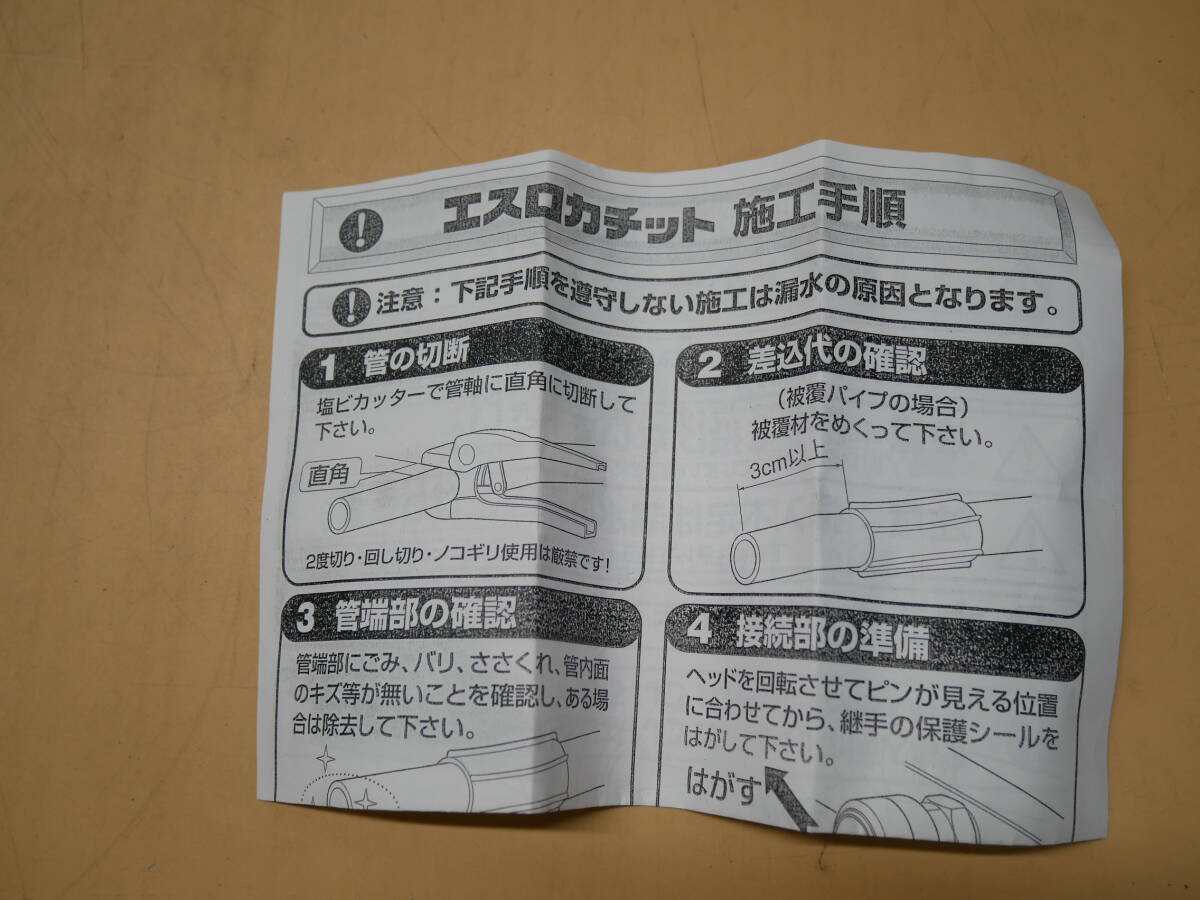 エスロカチット 施工手順
注意：下記手順を遵守しない施工は漏水の原因となります。
1 管の切断
塩ビカッターで管軸に直角に切断して
下さい。
直角
2度切り・回し切り・ノコギリ使用は厳禁です!
2 差込代の確認
（被覆パイプの場合）
被覆材をめくって下さい。
3cm以上
3 管端部の確認
管端部にごみ、バリ、ささくれ、管内面
のキズ等が無いことを確認し、ある場
合は除去して下さい。
4 接続部の準備
ヘッドを回転させてピンが見える位置
に合わせてから、継手の保護シールを
はがして下さい。
はがす